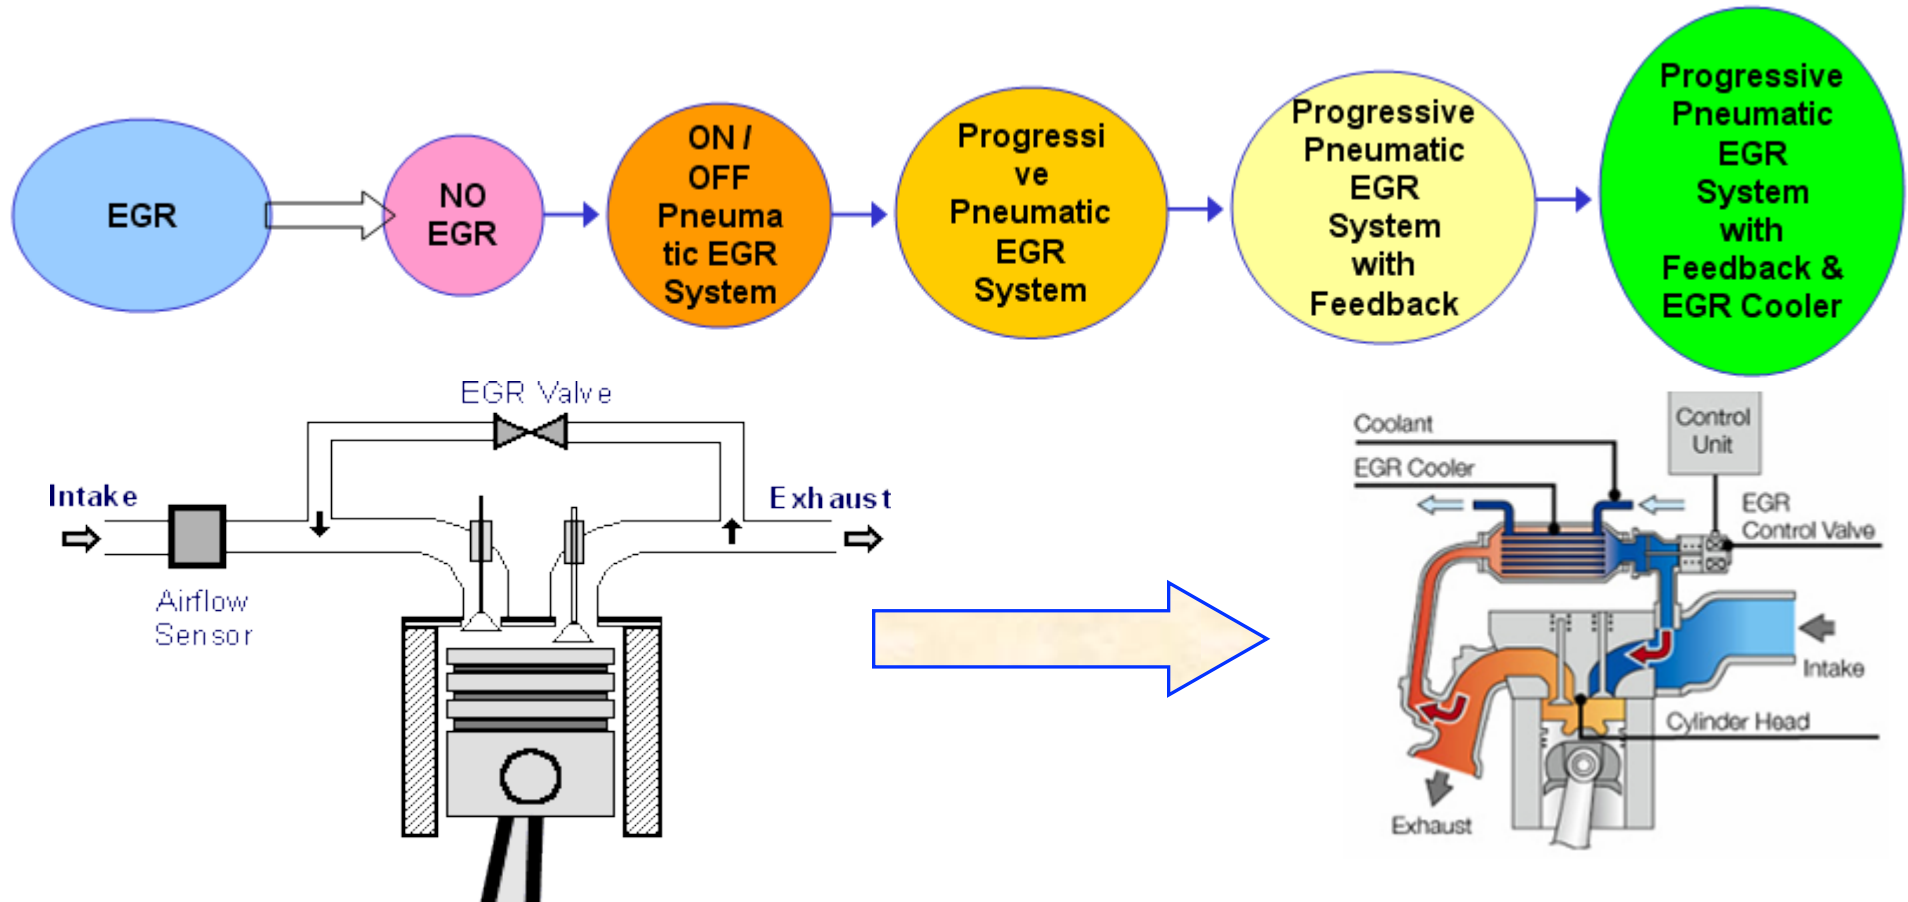 EGR
NO
EGR
ON /
OFF
Pneuma
tic EGR
System
Progressi
ve
Pneumatic
EGR
System
Progressive
Pneumatic
EGR
System
with
Feedback
Progressive
Pneumatic
EGR
System
with
Feedback &
EGR Cooler
EGR Valve
Intake
Exhaust
Airflow
Sensor
Coolant
EGR Cooler
Control
Unit
EGR
Control Valve
Intake
Cylinder Head
Exhaust